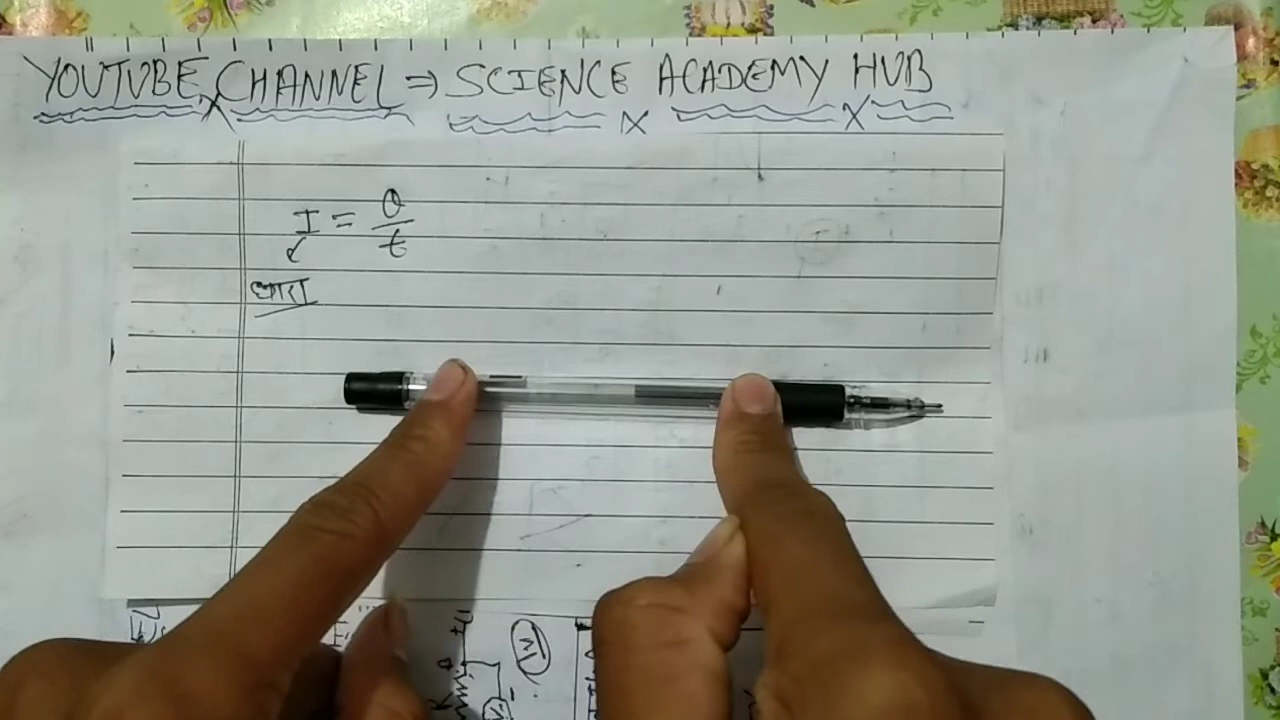 YOUTUBE CHANNEL ⇒ SCIENCE ACADEMY HUB
I = Q/t
धारा